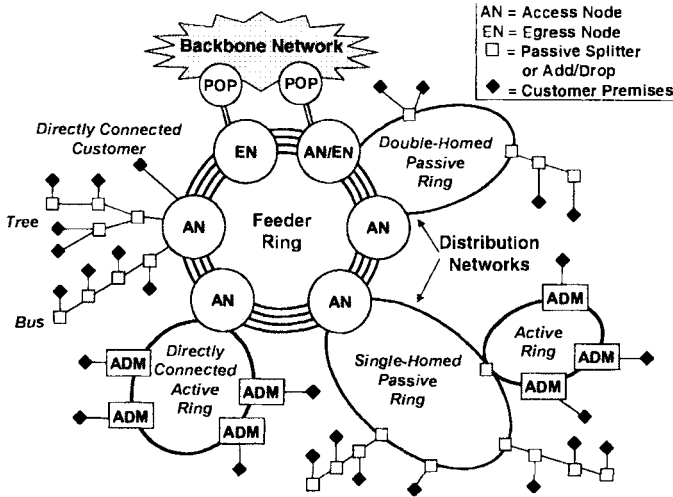 AN = Access Node
EN = Egress Node
= Passive Splitter
or Add/Drop
= Customer Premises
Backbone Network
POP
POP
Directly Connected
Customer
EN
AN/EN
Double-Homed
Passive
Ring
Tree
AN
Feeder
Ring
AN
Distribution
Networks
Bus
AN
AN
ADM
Active
Ring
ADM
ADM
Directly
Connected
Active
Ring
ADM
ADM
ADM
ADM
Single-Homed
Passive
Ring